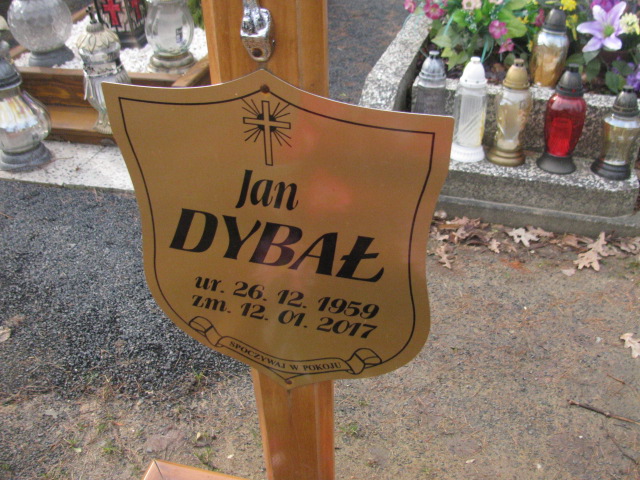 Jan
DYBAŁ
ur. 26. 12. 1959
zm. 12. 01. 2017
SPOCZYWAJ W POKOJU